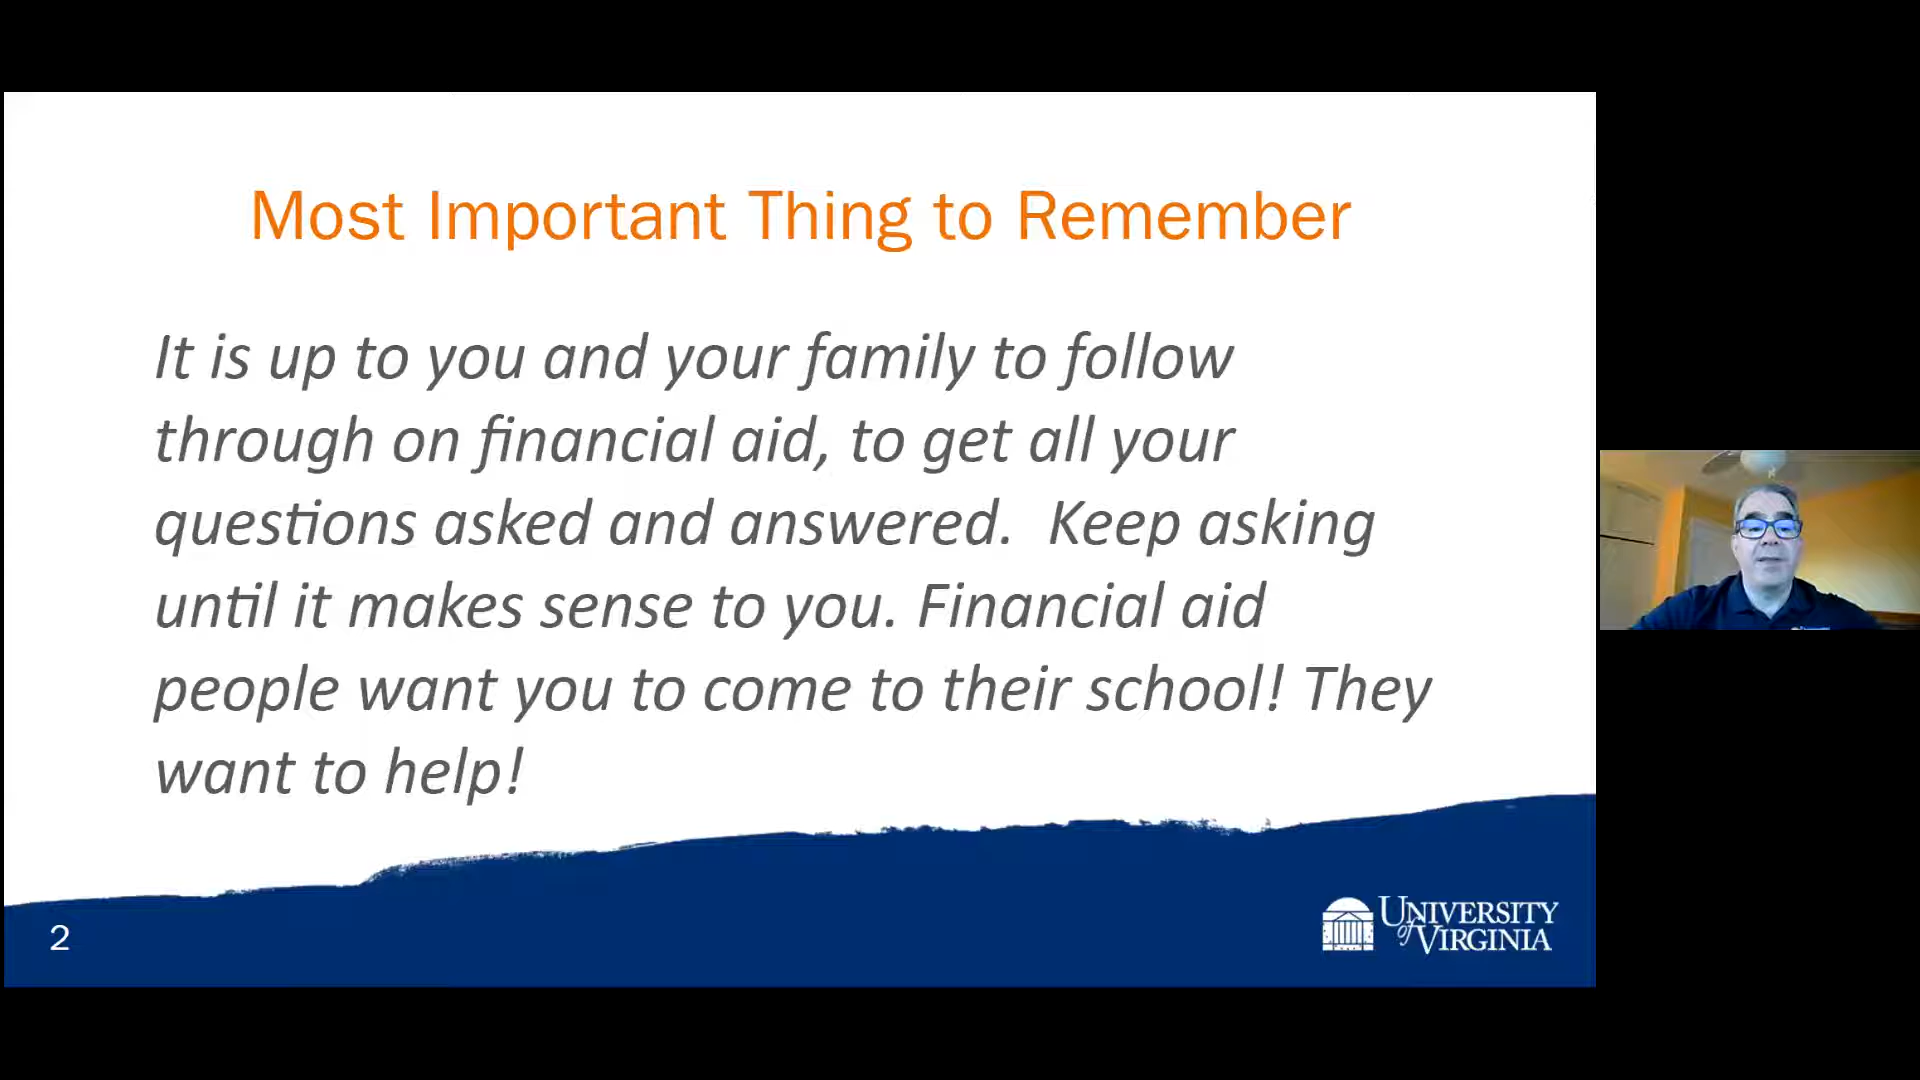 Most Important Thing to Remember
It is up to you and your family to follow
through on financial aid, to get all your
questions asked and answered.  Keep asking
until it makes sense to you. Financial aid
people want you to come to their school! They
want to help!
2
UNIVERSITY
of VIRGINIA